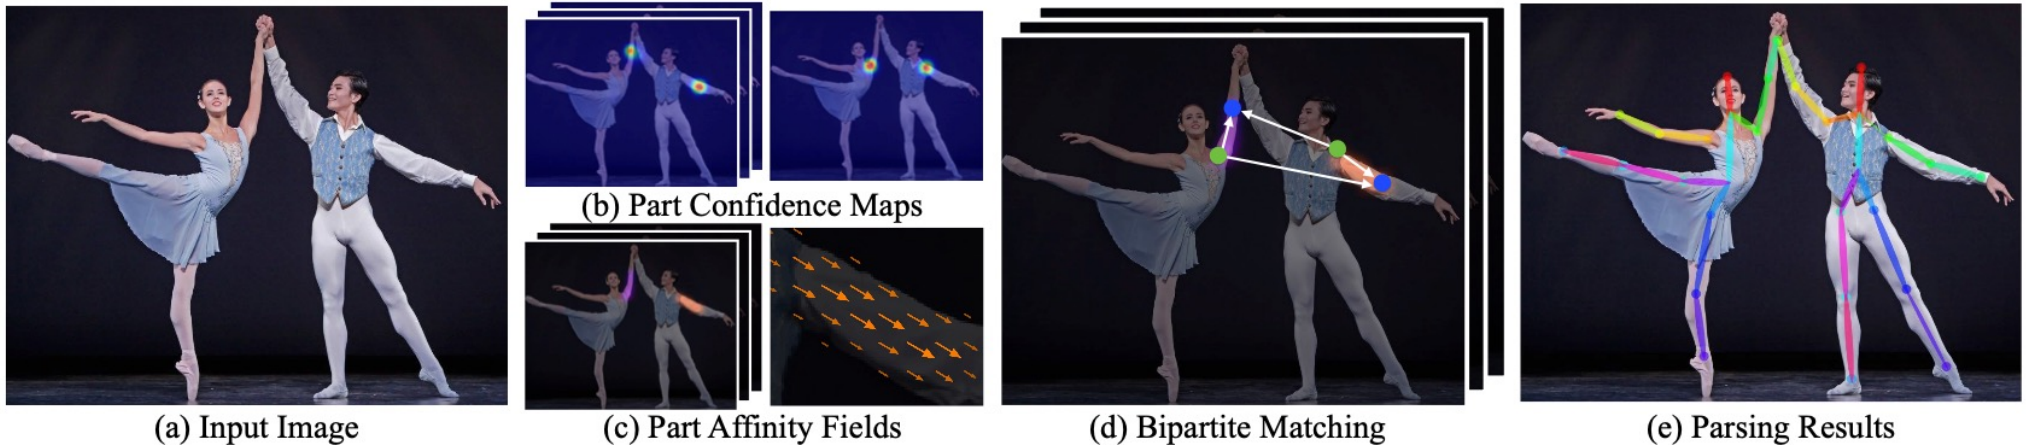 (a) Input Image
(b) Part Confidence Maps
(c) Part Affinity Fields
(d) Bipartite Matching
(e) Parsing Results